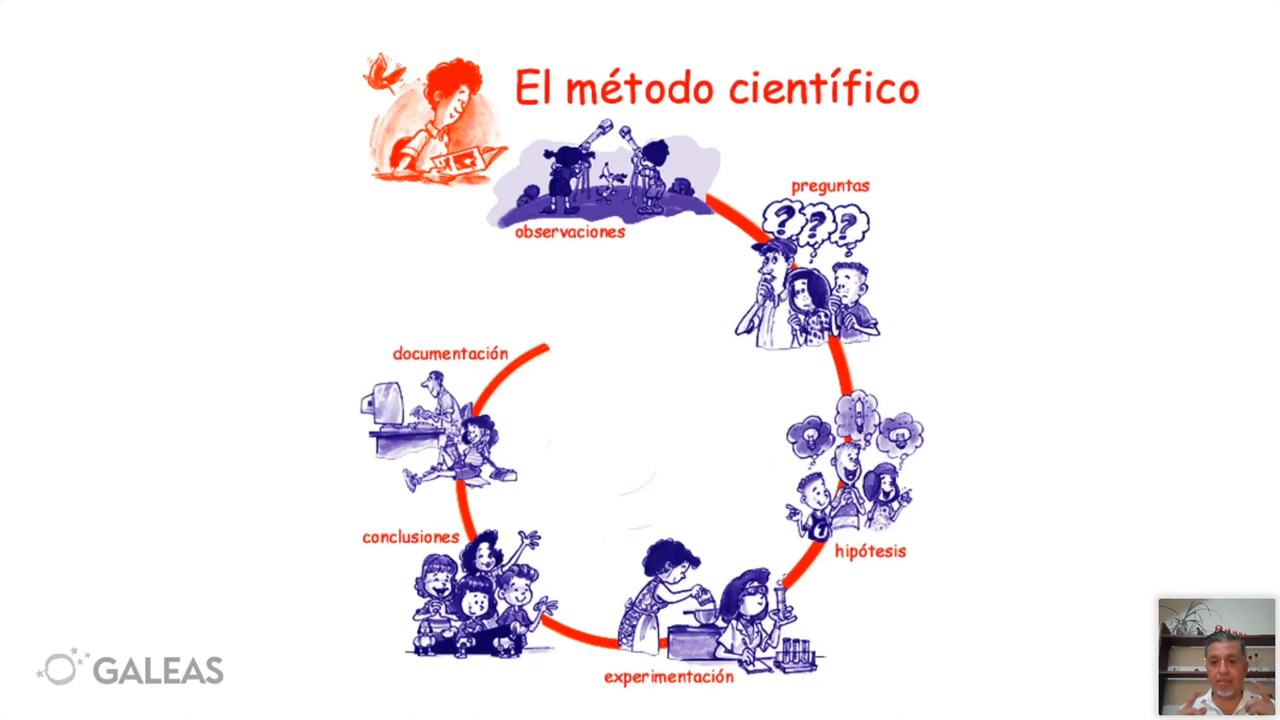 El método científico
observaciones
preguntas
hipótesis
experimentación
conclusiones
documentación
GALEAS